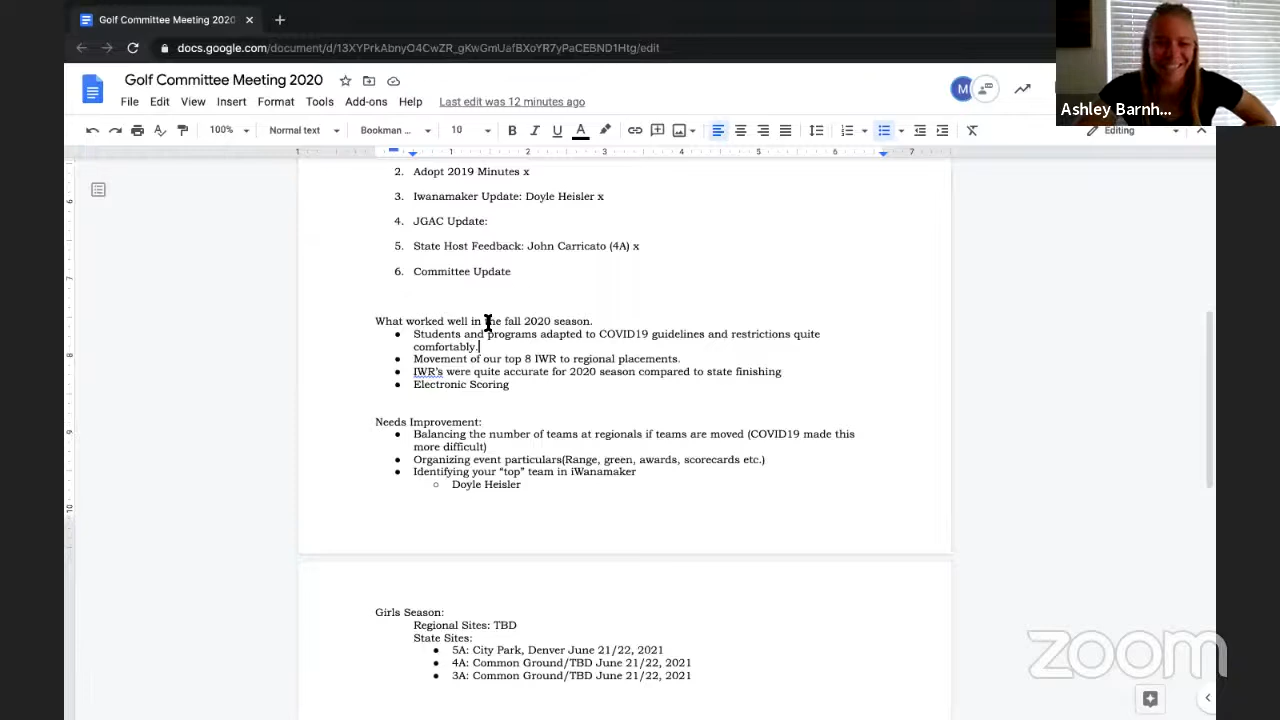 Golf Committee Meeting 2020
Golf Committee Meeting 2020
File Edit View Insert Format Tools Add-ons Help Last edit was 12 minutes ago
M
Ashley Barnh...
100% Normal text Bookman ... 10 B I U A Editing
1 1 2 3 4 5 6 7
2. Adopt 2019 Minutes x
3. Iwanamaker Update: Doyle Heisler x
4. JGAC Update:
5. State Host Feedback: John Carricato (4A) x
6. Committee Update
What worked well in the fall 2020 season.
● Students and programs adapted to COVID19 guidelines and restrictions quite
comfortably.
● Movement of our top 8 IWR to regional placements.
● IWR's were quite accurate for 2020 season compared to state finishing
● Electronic Scoring
Needs Improvement:
● Balancing the number of teams at regionals if teams are moved (COVID19 made this
more difficult)
● Organizing event particulars(Range, green, awards, scorecards etc.)
● Identifying your “top” team in iWanamaker
○ Doyle Heisler
Girls Season:
Regional Sites: TBD
State Sites:
● 5A: City Park, Denver June 21/22, 2021
● 4A: Common Ground/TBD June 21/22, 2021
● 3A: Common Ground/TBD June 21/22, 2021
zoom